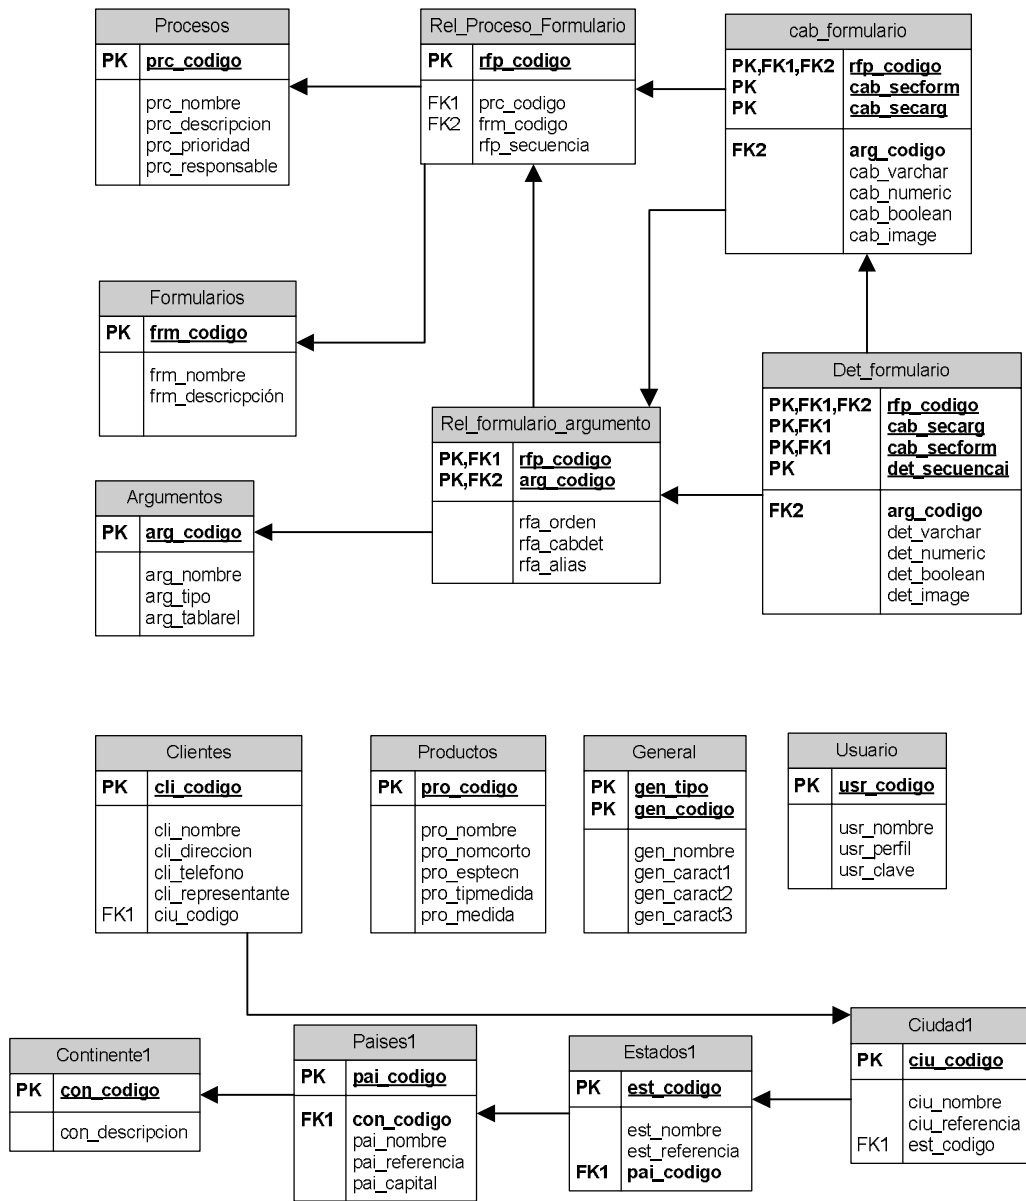 Procesos
PK prc_codigo
prc_nombre
prc_descripcion
prc_prioridad
prc_responsable
Rel_Proceso_Formulario
PK rfp_codigo
FK1 prc_codigo
FK2 frm_codigo
rfp_secuencia
cab_formulario
PK,FK1,FK2 rfp_codigo
PK cab_secform
PK cab_secarg
FK2 arg_codigo
cab_varchar
cab_numeric
cab_boolean
cab_image
Formularios
PK frm_codigo
frm_nombre
frm_descricpción
Rel_formulario_argumento
PK,FK1 rfp_codigo
PK,FK2 arg_codigo
rfa_orden
rfa_cabdet
rfa_alias
Det_formulario
PK,FK1,FK2 rfp_codigo
PK,FK1 cab_secarg
PK,FK1 cab_secform
PK det_secuencai
FK2 arg_codigo
det_varchar
det_numeric
det_boolean
det_image
Argumentos
PK arg_codigo
arg_nombre
arg_tipo
arg_tablarel
Clientes
PK cli_codigo
cli_nombre
cli_direccion
cli_telefono
cli_representante
FK1 ciu_codigo
Productos
PK pro_codigo
pro_nombre
pro_nomcorto
pro_esptecn
pro_tipmedida
pro_medida
General
PK gen_tipo
PK gen_codigo
gen_nombre
gen_caract1
gen_caract2
gen_caract3
Usuario
PK usr_codigo
usr_nombre
usr_perfil
usr_clave
Continente1
PK con_codigo
con_descripcion
Paises1
PK pai_codigo
FK1 con_codigo
pai_nombre
pai_referencia
pai_capital
Estados1
PK est_codigo
est_nombre
est_referencia
FK1 pai_codigo
Ciudad1
PK ciu_codigo
ciu_nombre
ciu_referencia
FK1 est_codigo